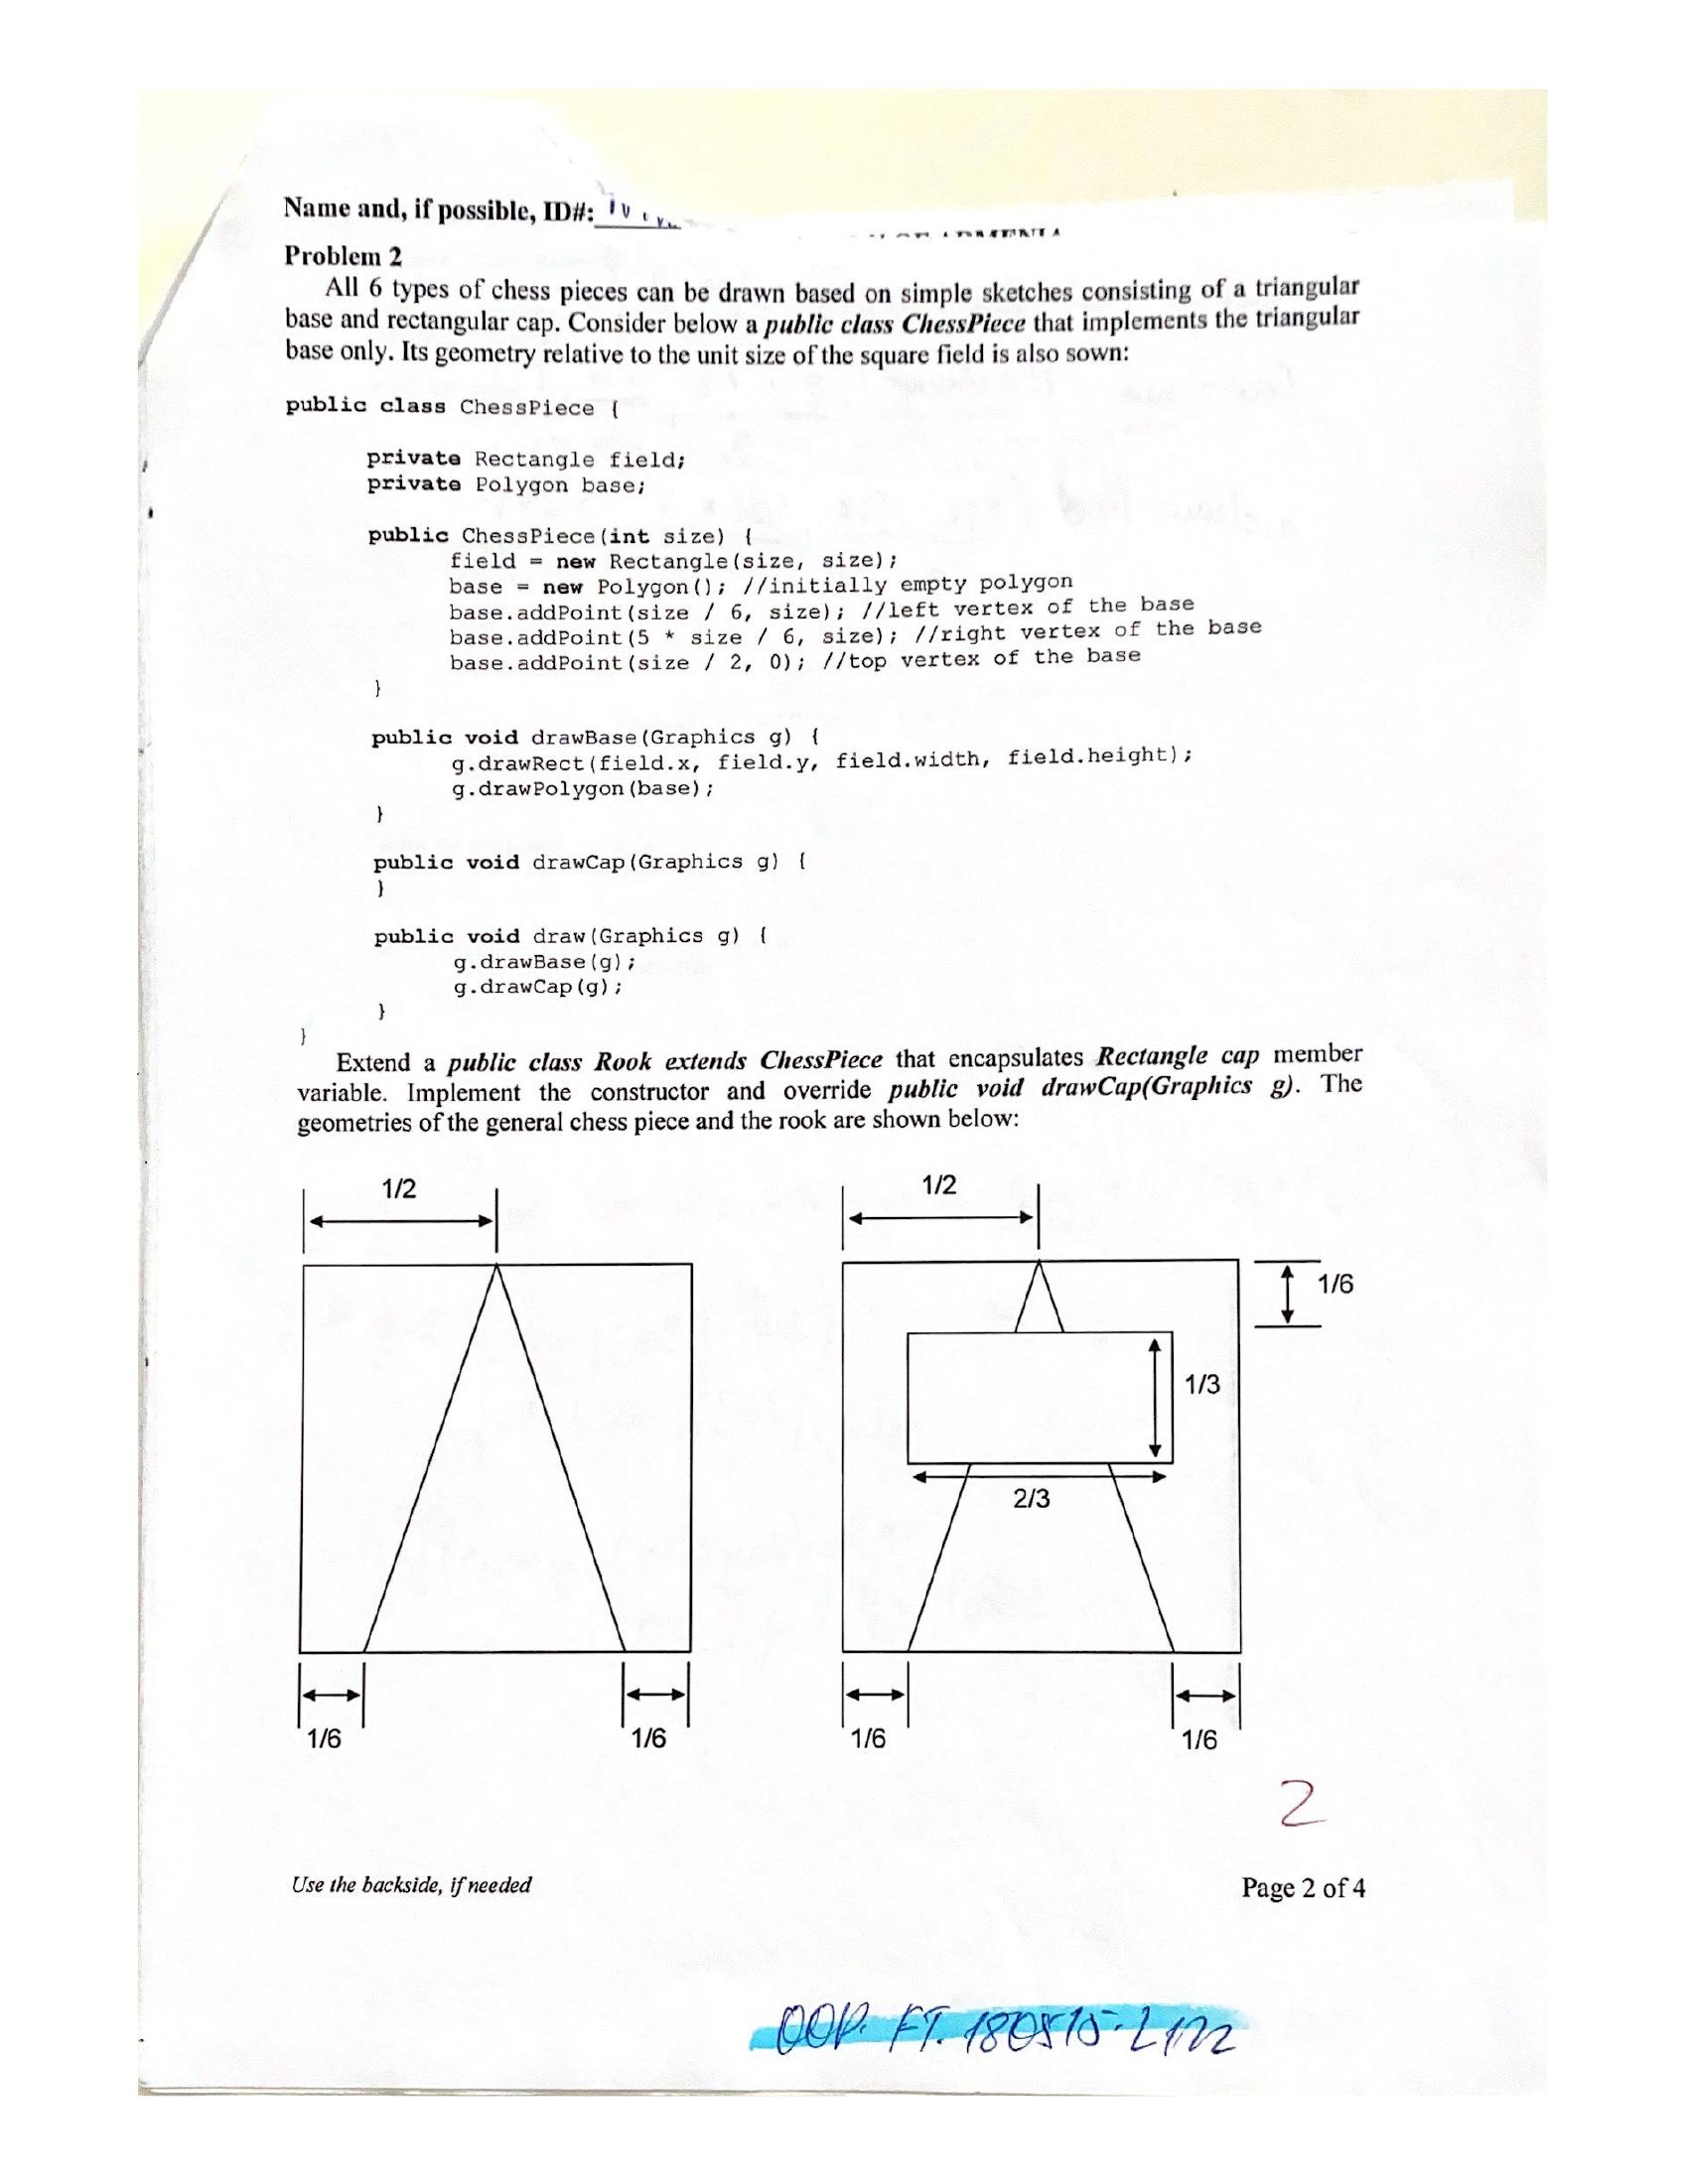 Name and, if possible, ID#:
Problem 2
All 6 types of chess pieces can be drawn based on simple sketches consisting of a triangular
base and rectangular cap. Consider below a public class ChessPiece that implements the triangular
base only. Its geometry relative to the unit size of the square field is also sown:
public class ChessPiece {
private Rectangle field;
private Polygon base;
public ChessPiece(int size) {
field = new Rectangle(size, size);
base = new Polygon(); //initially empty polygon
base.addPoint(size / 6, size); //left vertex of the base
base.addPoint(5 * size / 6, size); //right vertex of the base
base.addPoint(size / 2, 0); //top vertex of the base
}
public void drawBase(Graphics g) {
g.drawRect(field.x, field.y, field.width, field.height);
g.drawPolygon(base);
}
public void drawCap(Graphics g) {
}
public void draw(Graphics g) {
g.drawBase(g);
g.drawCap(g);
}
}
Extend a public class Rook extends ChessPiece that encapsulates Rectangle cap member
variable. Implement the constructor and override public void drawCap(Graphics g). The
geometries of the general chess piece and the rook are shown below:
1/2 1/2
1/6
1/3
2/3
1/6 1/6 1/6 1/6
2
Use the backside, if needed Page 2 of 4
OOP. FT. 180515.L122